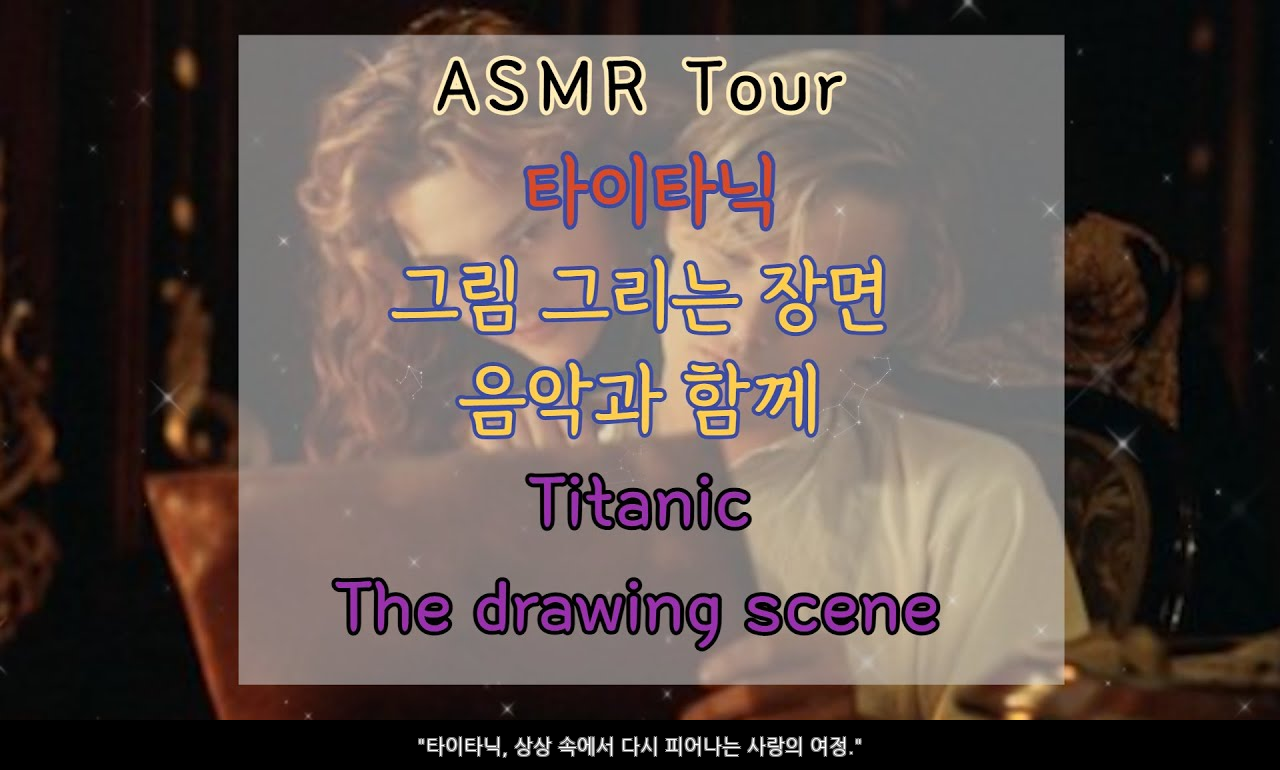 ASMR Tour
타이타닉
그림 그리는 장면
음악과 함께
Titanic
The drawing scene
"타이타닉, 상상 속에서 다시 피어나는 사랑의 여정."